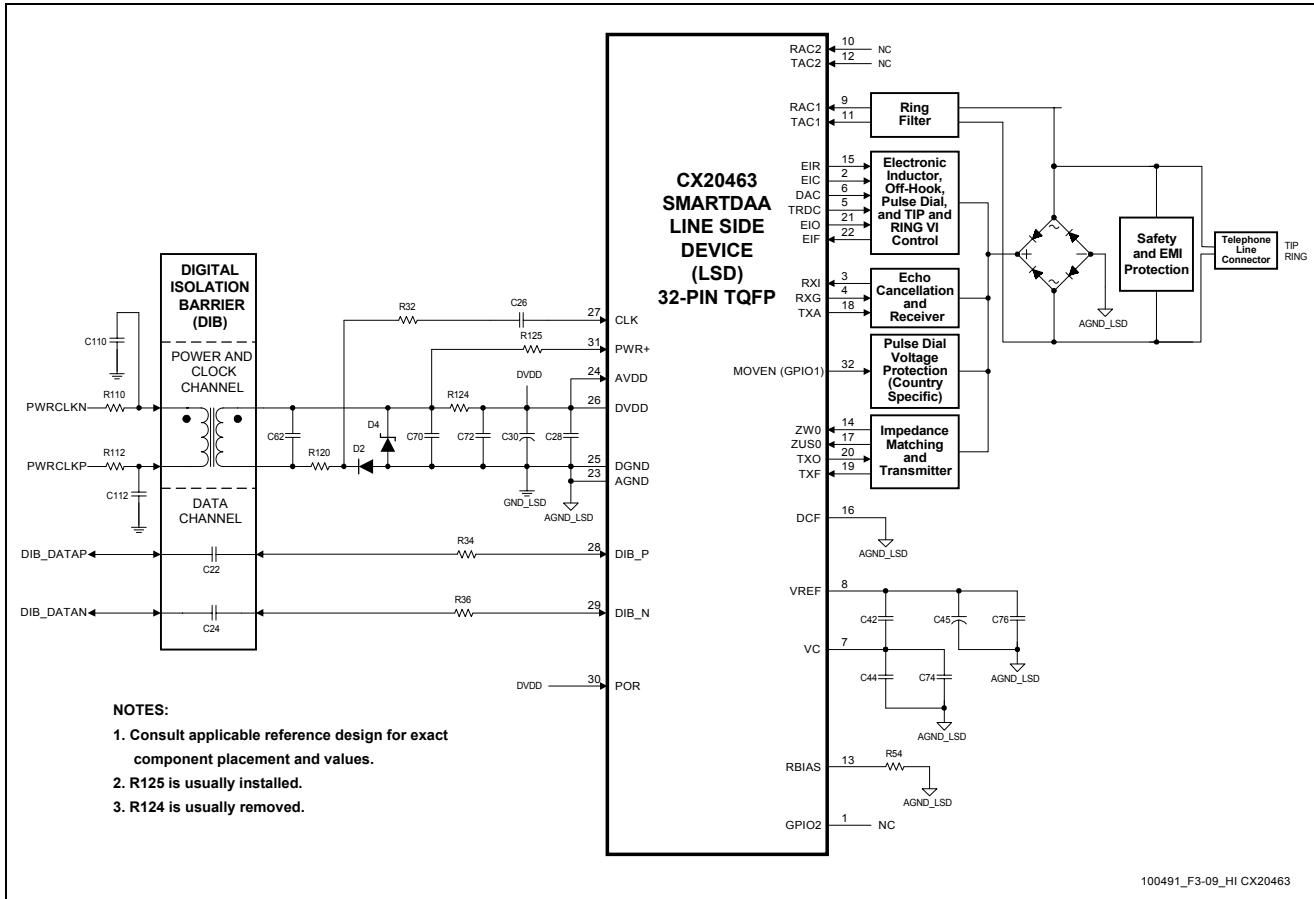 RAC2
10
NC
TAC2
12
NC
RAC1
9
TAC1
11
Ring
Filter
EIR
15
EIC
2
DAC
6
TRDC
5
EIO
21
EIF
22
Electronic
Inductor,
Off-Hook,
Pulse Dial,
and TIP and
RING VI
Control
CX20463
SMARTDAA
LINE SIDE
DEVICE
(LSD)
32-PIN TQFP
Safety
and EMI
Protection
Telephone
Line
Connector
TIP
RING
AGND_LSD
RXI
3
RXG
4
TXA
18
Echo
Cancellation
and
Receiver
MOVEN (GPIO1)
32
Pulse Dial
Voltage
Protection
(Country
Specific)
ZW0
14
ZUS0
17
TXO
20
TXF
19
Impedance
Matching
and
Transmitter
DCF
16
AGND_LSD
VREF
8
C42
C45
C76
AGND_LSD
VC
7
C44
C74
AGND_LSD
RBIAS
13
R54
AGND_LSD
GPIO2
1
NC
DIGITAL
ISOLATION
BARRIER
(DIB)
POWER AND
CLOCK
CHANNEL
DATA
CHANNEL
C110
R110
PWRCLKN
R112
PWRCLKP
C112
R32
C26
27
CLK
R125
31
PWR+
24
AVDD
DVDD
R124
26
DVDD
C62
D4
C70
C72
C30
C28
R120
D2
25
DGND
23
AGND
GND_LSD
AGND_LSD
DIB_DATAP
C22
R34
28
DIB_P
DIB_DATAN
C24
R36
29
DIB_N
DVDD
30
POR
NOTES:
1. Consult applicable reference design for exact
component placement and values.
2. R125 is usually installed.
3. R124 is usually removed.
100491_F3-09_HI CX20463